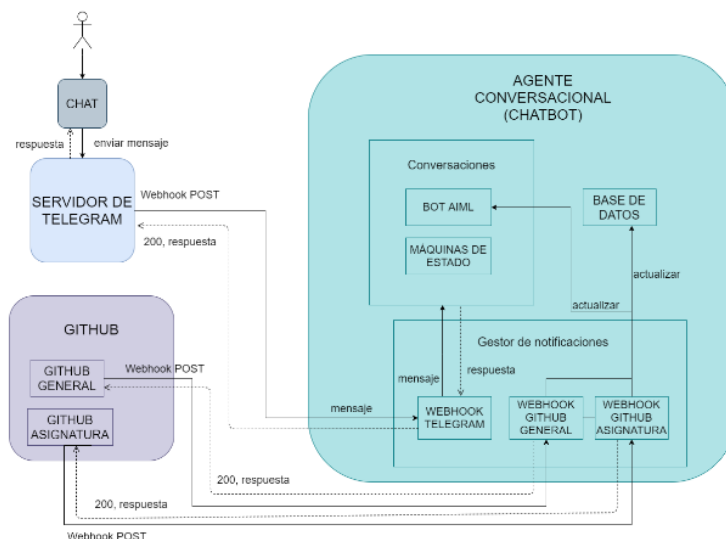 AGENTE
CONVERSACIONAL
(CHATBOT)
CHAT
respuesta
enviar mensaje
SERVIDOR DE
TELEGRAM
Webhook POST
200, respuesta
Conversaciones
BOT AIML
MÁQUINAS DE
ESTADO
BASE DE
DATOS
actualizar
actualizar
GITHUB
GITHUB
GENERAL
Webhook POST
GITHUB
ASIGNATURA
200, respuesta
200, respuesta
Webhook POST
Gestor de notificaciones
mensaje
respuesta
mensaje
WEBHOOK
TELEGRAM
WEBHOOK
GITHUB
GENERAL
WEBHOOK
GITHUB
ASIGNATURA